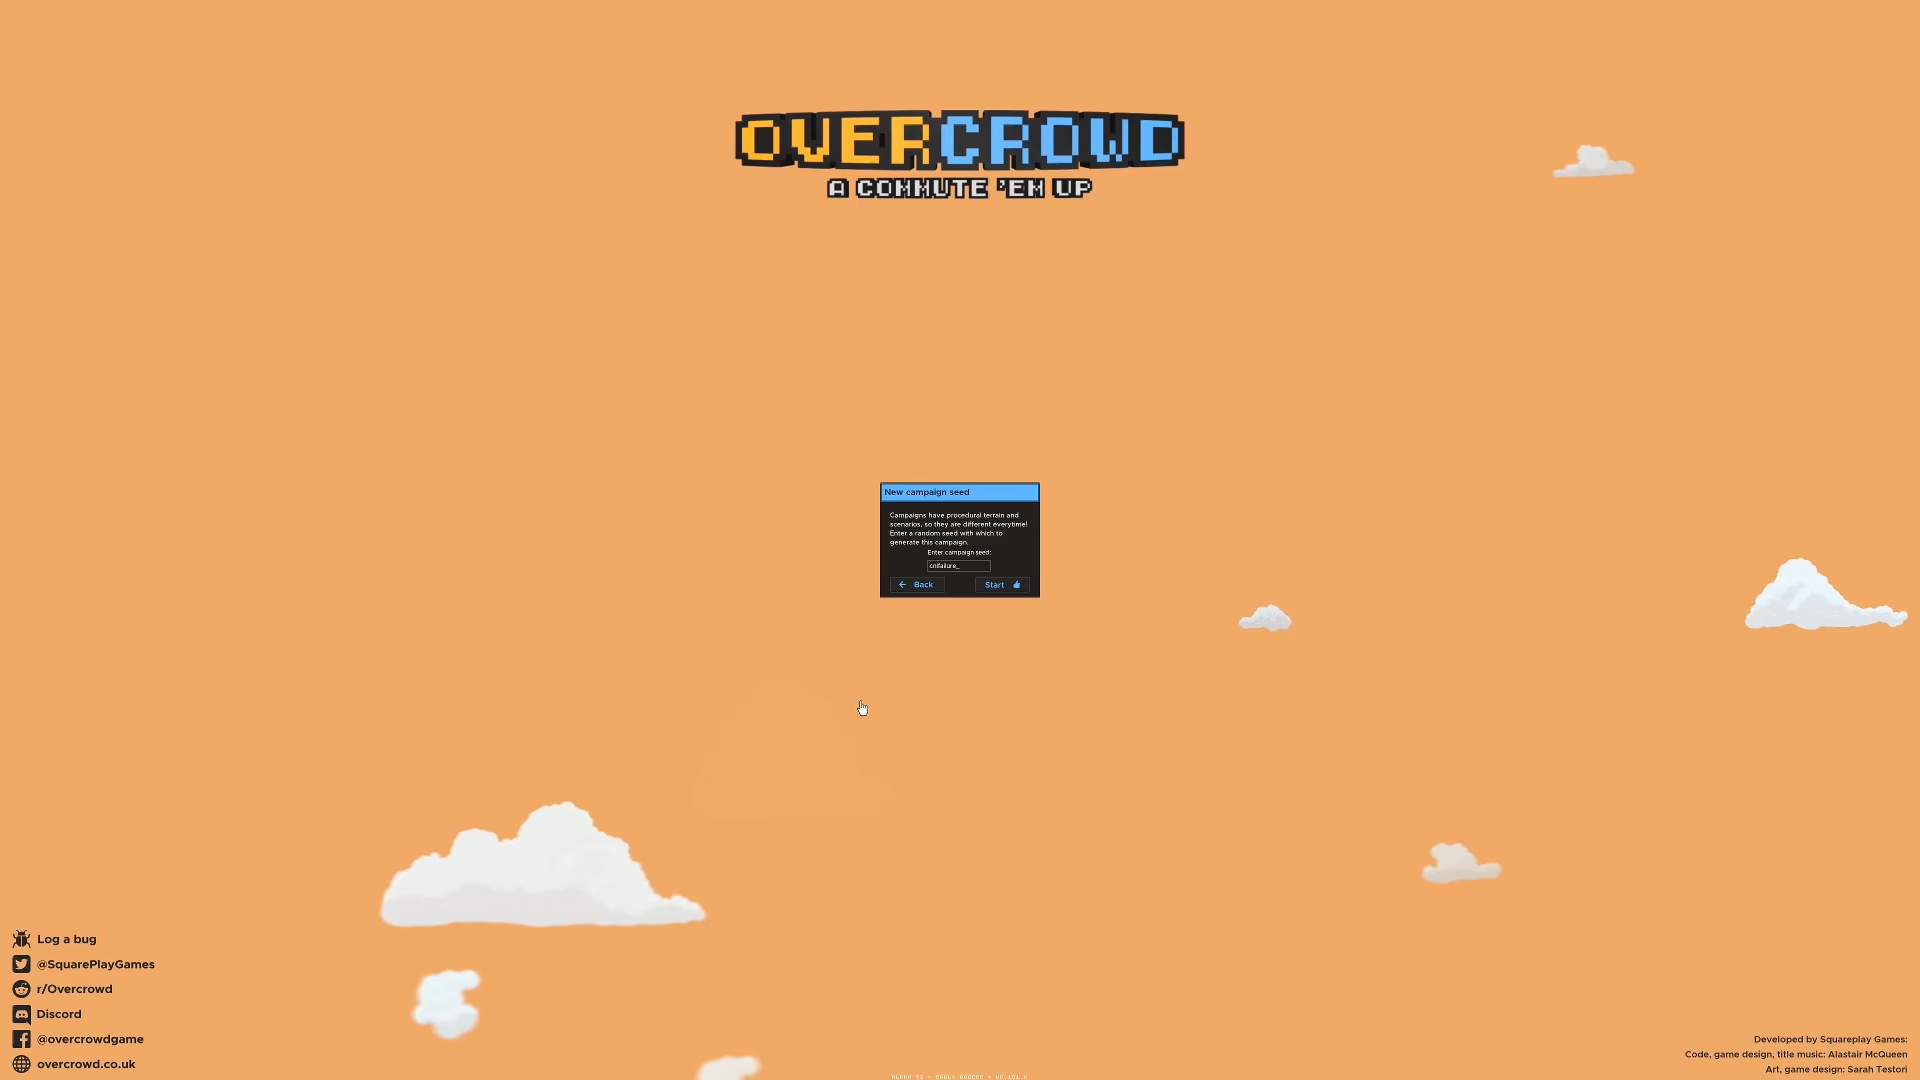 OVERCROWD
A COMMUTE 'EM UP
New campaign seed
Campaigns have procedural terrain and
scenarios, so they are different everytime!
Enter a random seed with which to
generate this campaign.
Enter campaign seed:
cnlfailure_
Back
Start
Log a bug
@SquarePlayGames
r/Overcrowd
Discord
@overcrowdgame
overcrowd.co.uk
Developed by Squareplay Games:
Code, game design, title music: Alastair McQueen
Art, game design: Sarah Testori